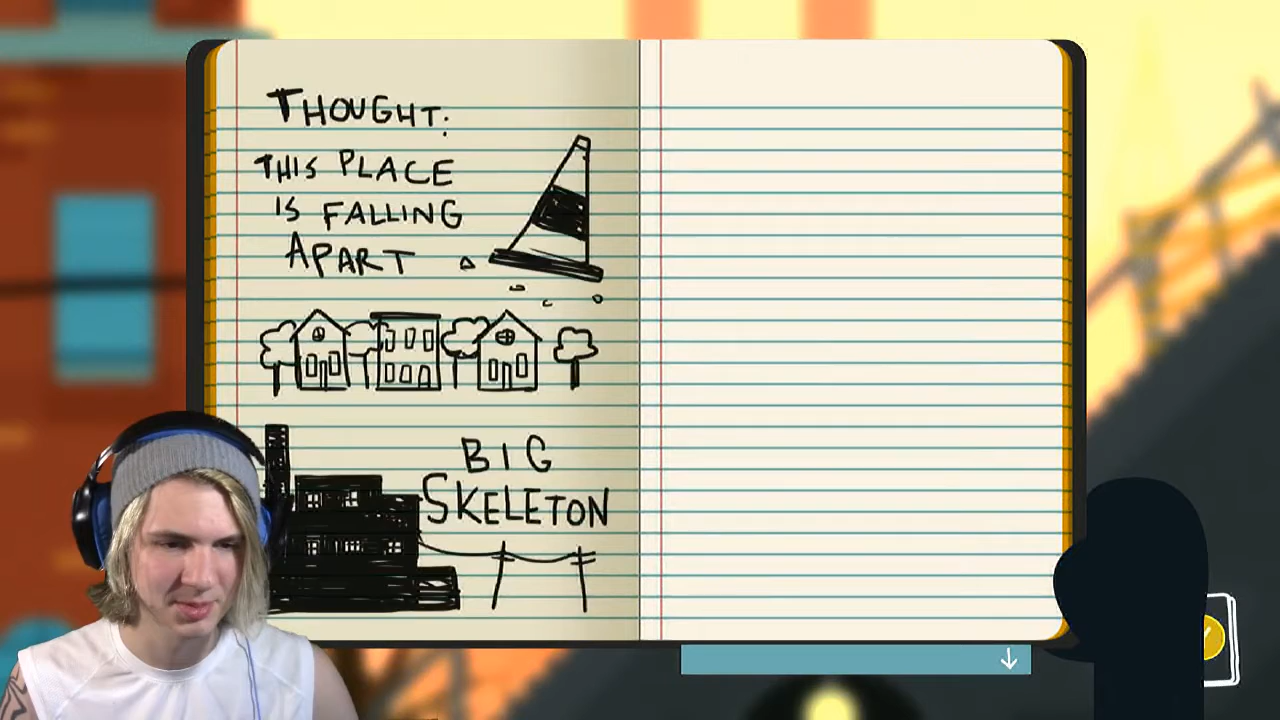 THOUGHT:
THIS PLACE
IS FALLING
APART
BIG
SKELETON